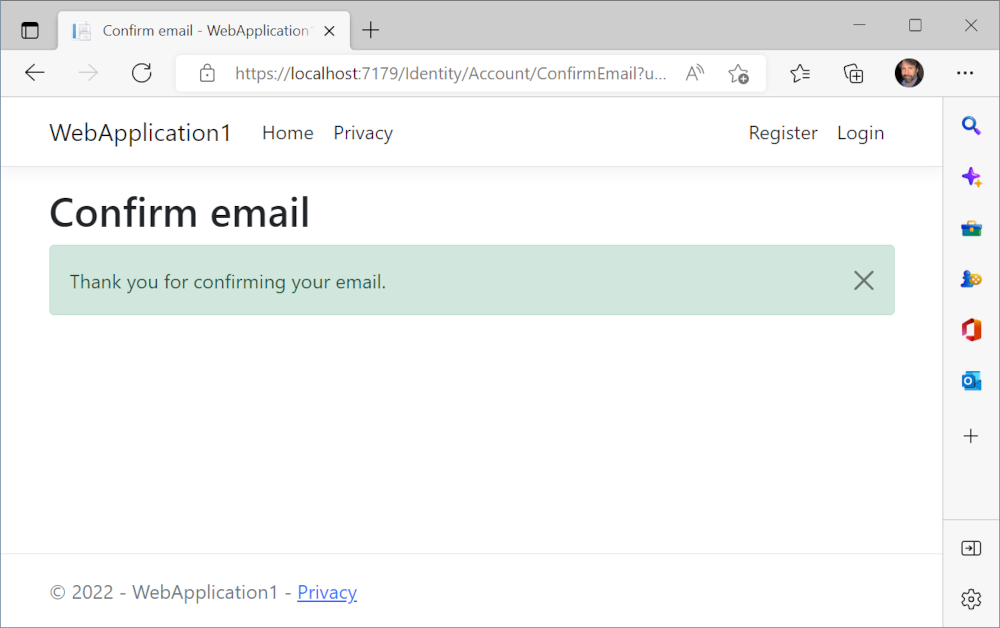 Confirm email - WebApplication
https://localhost:7179/Identity/Account/ConfirmEmail?u...
WebApplication1 Home Privacy Register Login
Confirm email
Thank you for confirming your email.
© 2022 - WebApplication1 - Privacy